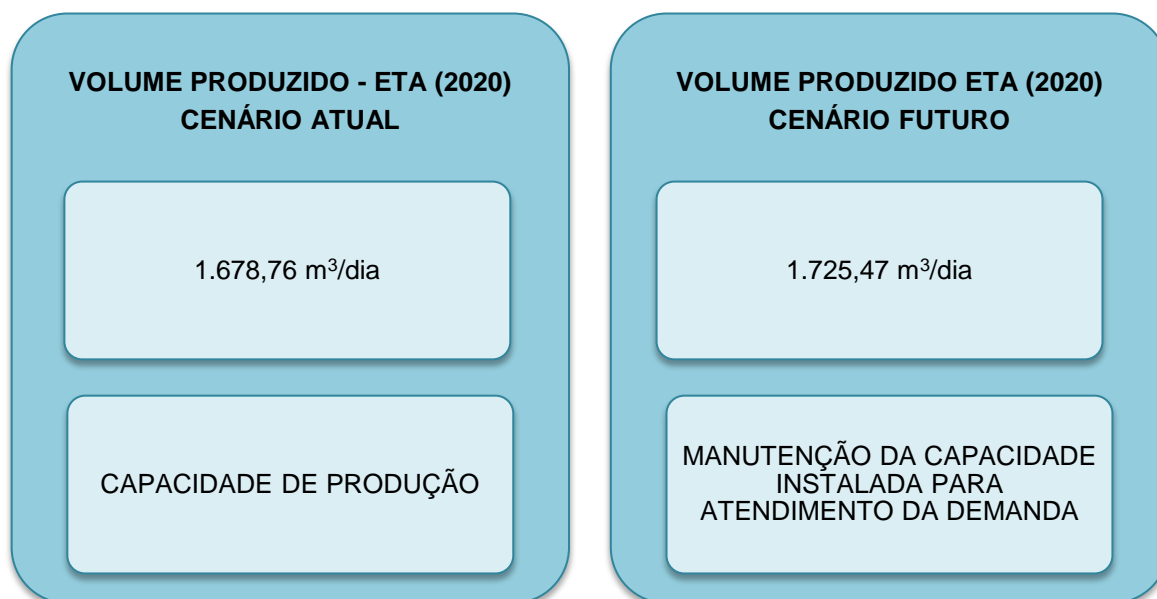 VOLUME PRODUZIDO - ETA (2020)
CENÁRIO ATUAL
1.678,76 m³/dia
CAPACIDADE DE PRODUÇÃO
VOLUME PRODUZIDO ETA (2020)
CENÁRIO FUTURO
1.725,47 m³/dia
MANUTENÇÃO DA CAPACIDADE
INSTALADA PARA
ATENDIMENTO DA DEMANDA